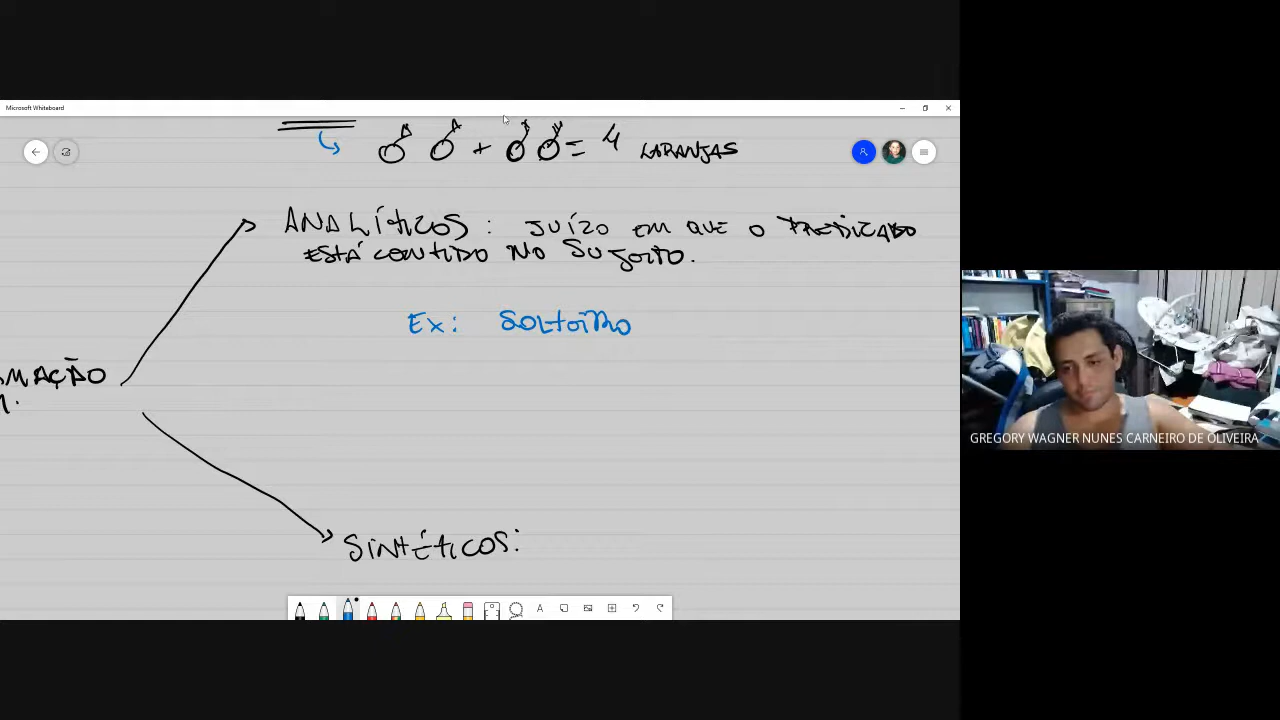 Microsoft Whiteboard
+ = 4 LARANJAS
ANALÍTICOS: JUÍZO EM QUE O PREDICADO
ESTÁ CONTIDO NO SUJEITO.
Ex: SOLTEIRO
MAÇÃO
SINTÉTICOS:
A
GREGORY WAGNER NUNES CARNEIRO DE OLIVEIRA